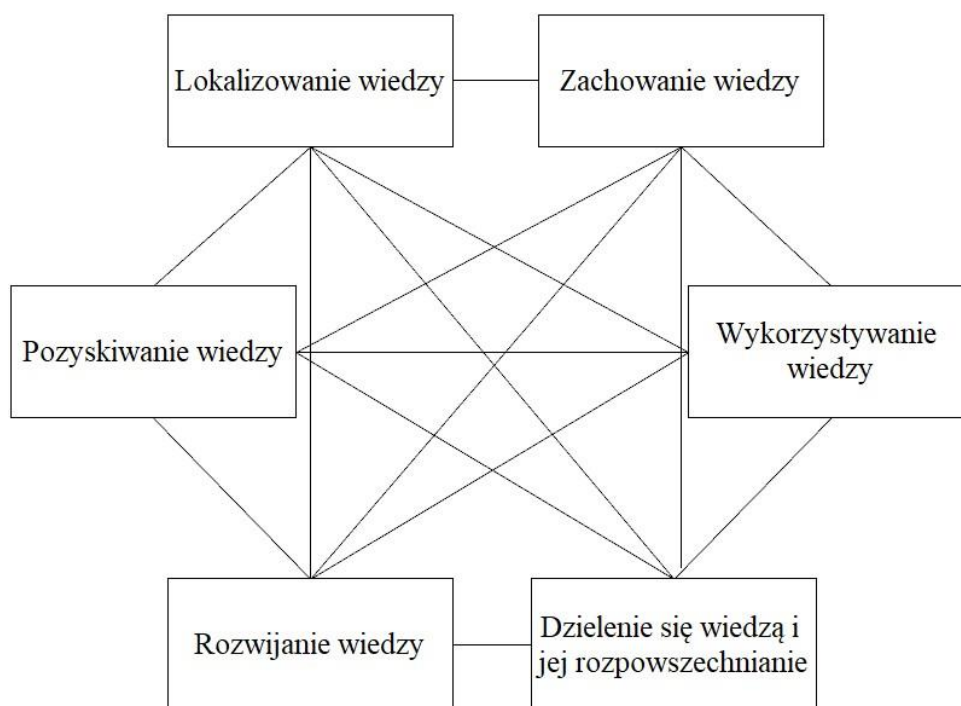 Lokalizowanie wiedzy
Zachowanie wiedzy
Pozyskiwanie wiedzy
Wykorzystywanie
wiedzy
Rozwijanie wiedzy
Dzielenie się wiedzą i
jej rozpowszechnianie